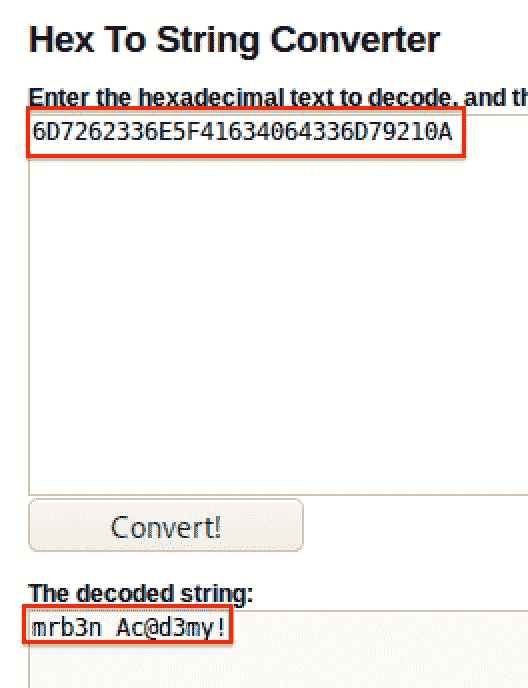 Hex To String Converter
Enter the hexadecimal text to decode, and th
6D7262336E5F41634064336D79210A
Convert!
The decoded string:
mrb3n Ac@d3my!